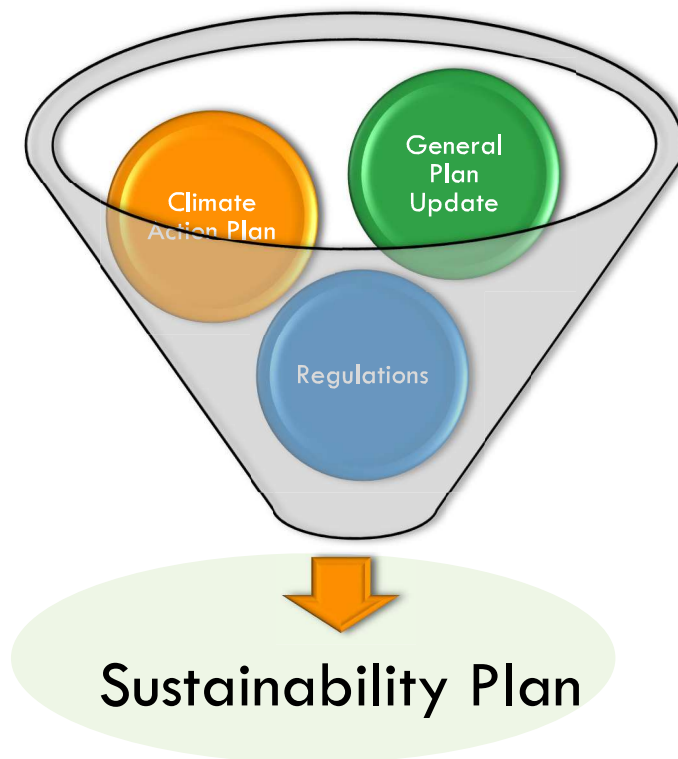 General
Plan
Update
Climate
Action Plan
Regulations
Sustainability Plan